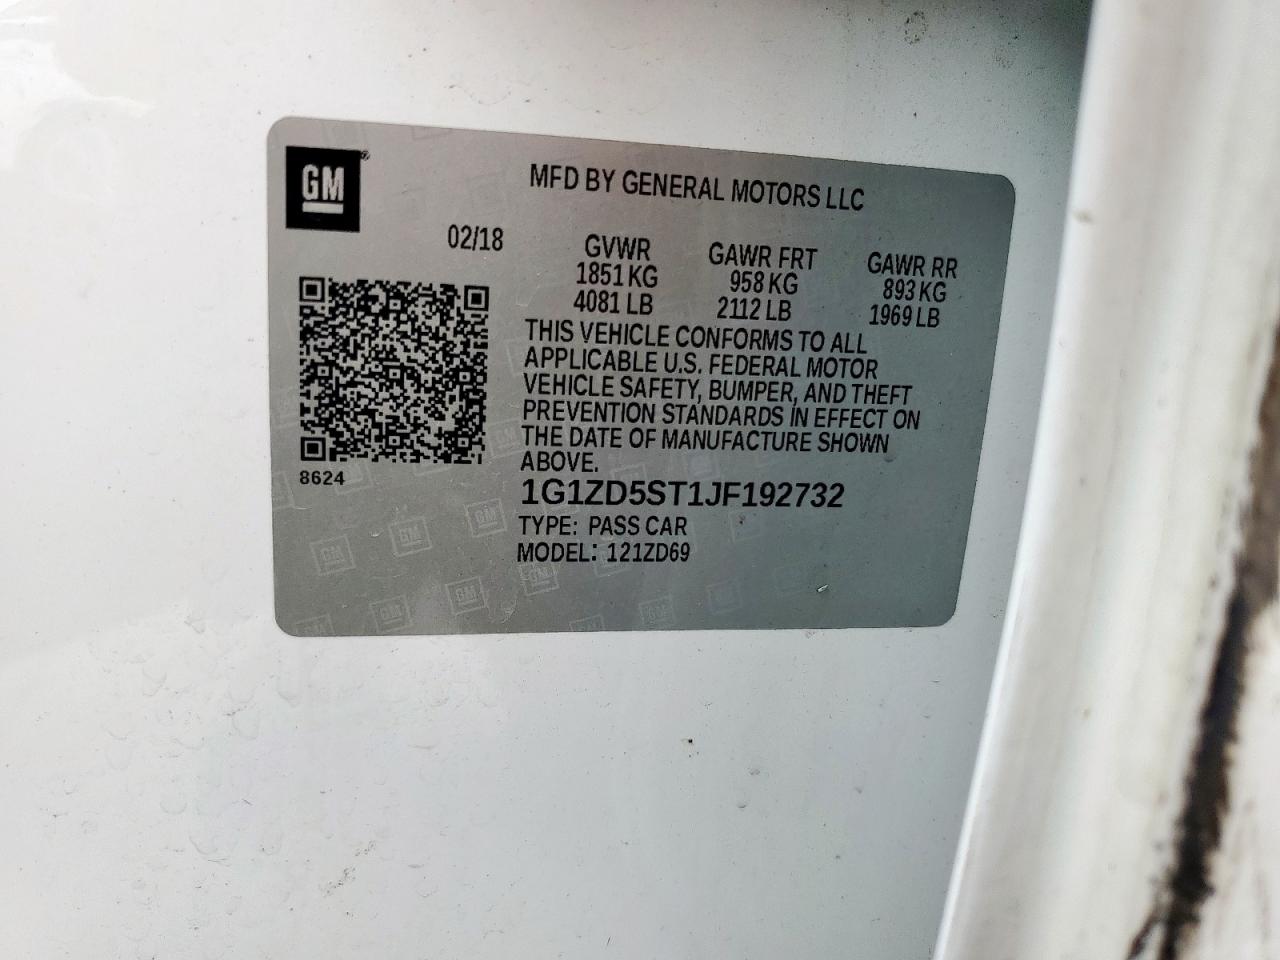 GM®
MFD BY GENERAL MOTORS LLC
02/18
GVWR GAWR FRT GAWR RR
1851 KG 958 KG 893 KG
4081 LB 2112 LB 1969 LB
THIS VEHICLE CONFORMS TO ALL
APPLICABLE U.S. FEDERAL MOTOR
VEHICLE SAFETY, BUMPER, AND THEFT
PREVENTION STANDARDS IN EFFECT ON
THE DATE OF MANUFACTURE SHOWN
ABOVE.
8624
1G1ZD5ST1JF192732
TYPE: PASS CAR
MODEL: 121ZD69